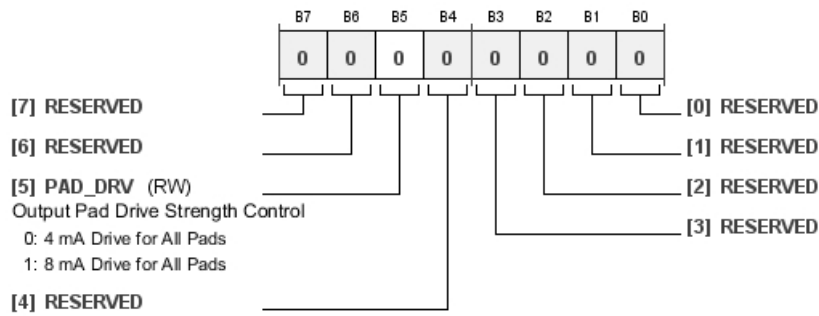 B7 B6 B5 B4 B3 B2 B1 B0
0 0 0 0 0 0 0 0
[7] RESERVED
[6] RESERVED
[5] PAD_DRV (RW)
Output Pad Drive Strength Control
0: 4 mA Drive for All Pads
1: 8 mA Drive for All Pads
[4] RESERVED
[0] RESERVED
[1] RESERVED
[2] RESERVED
[3] RESERVED